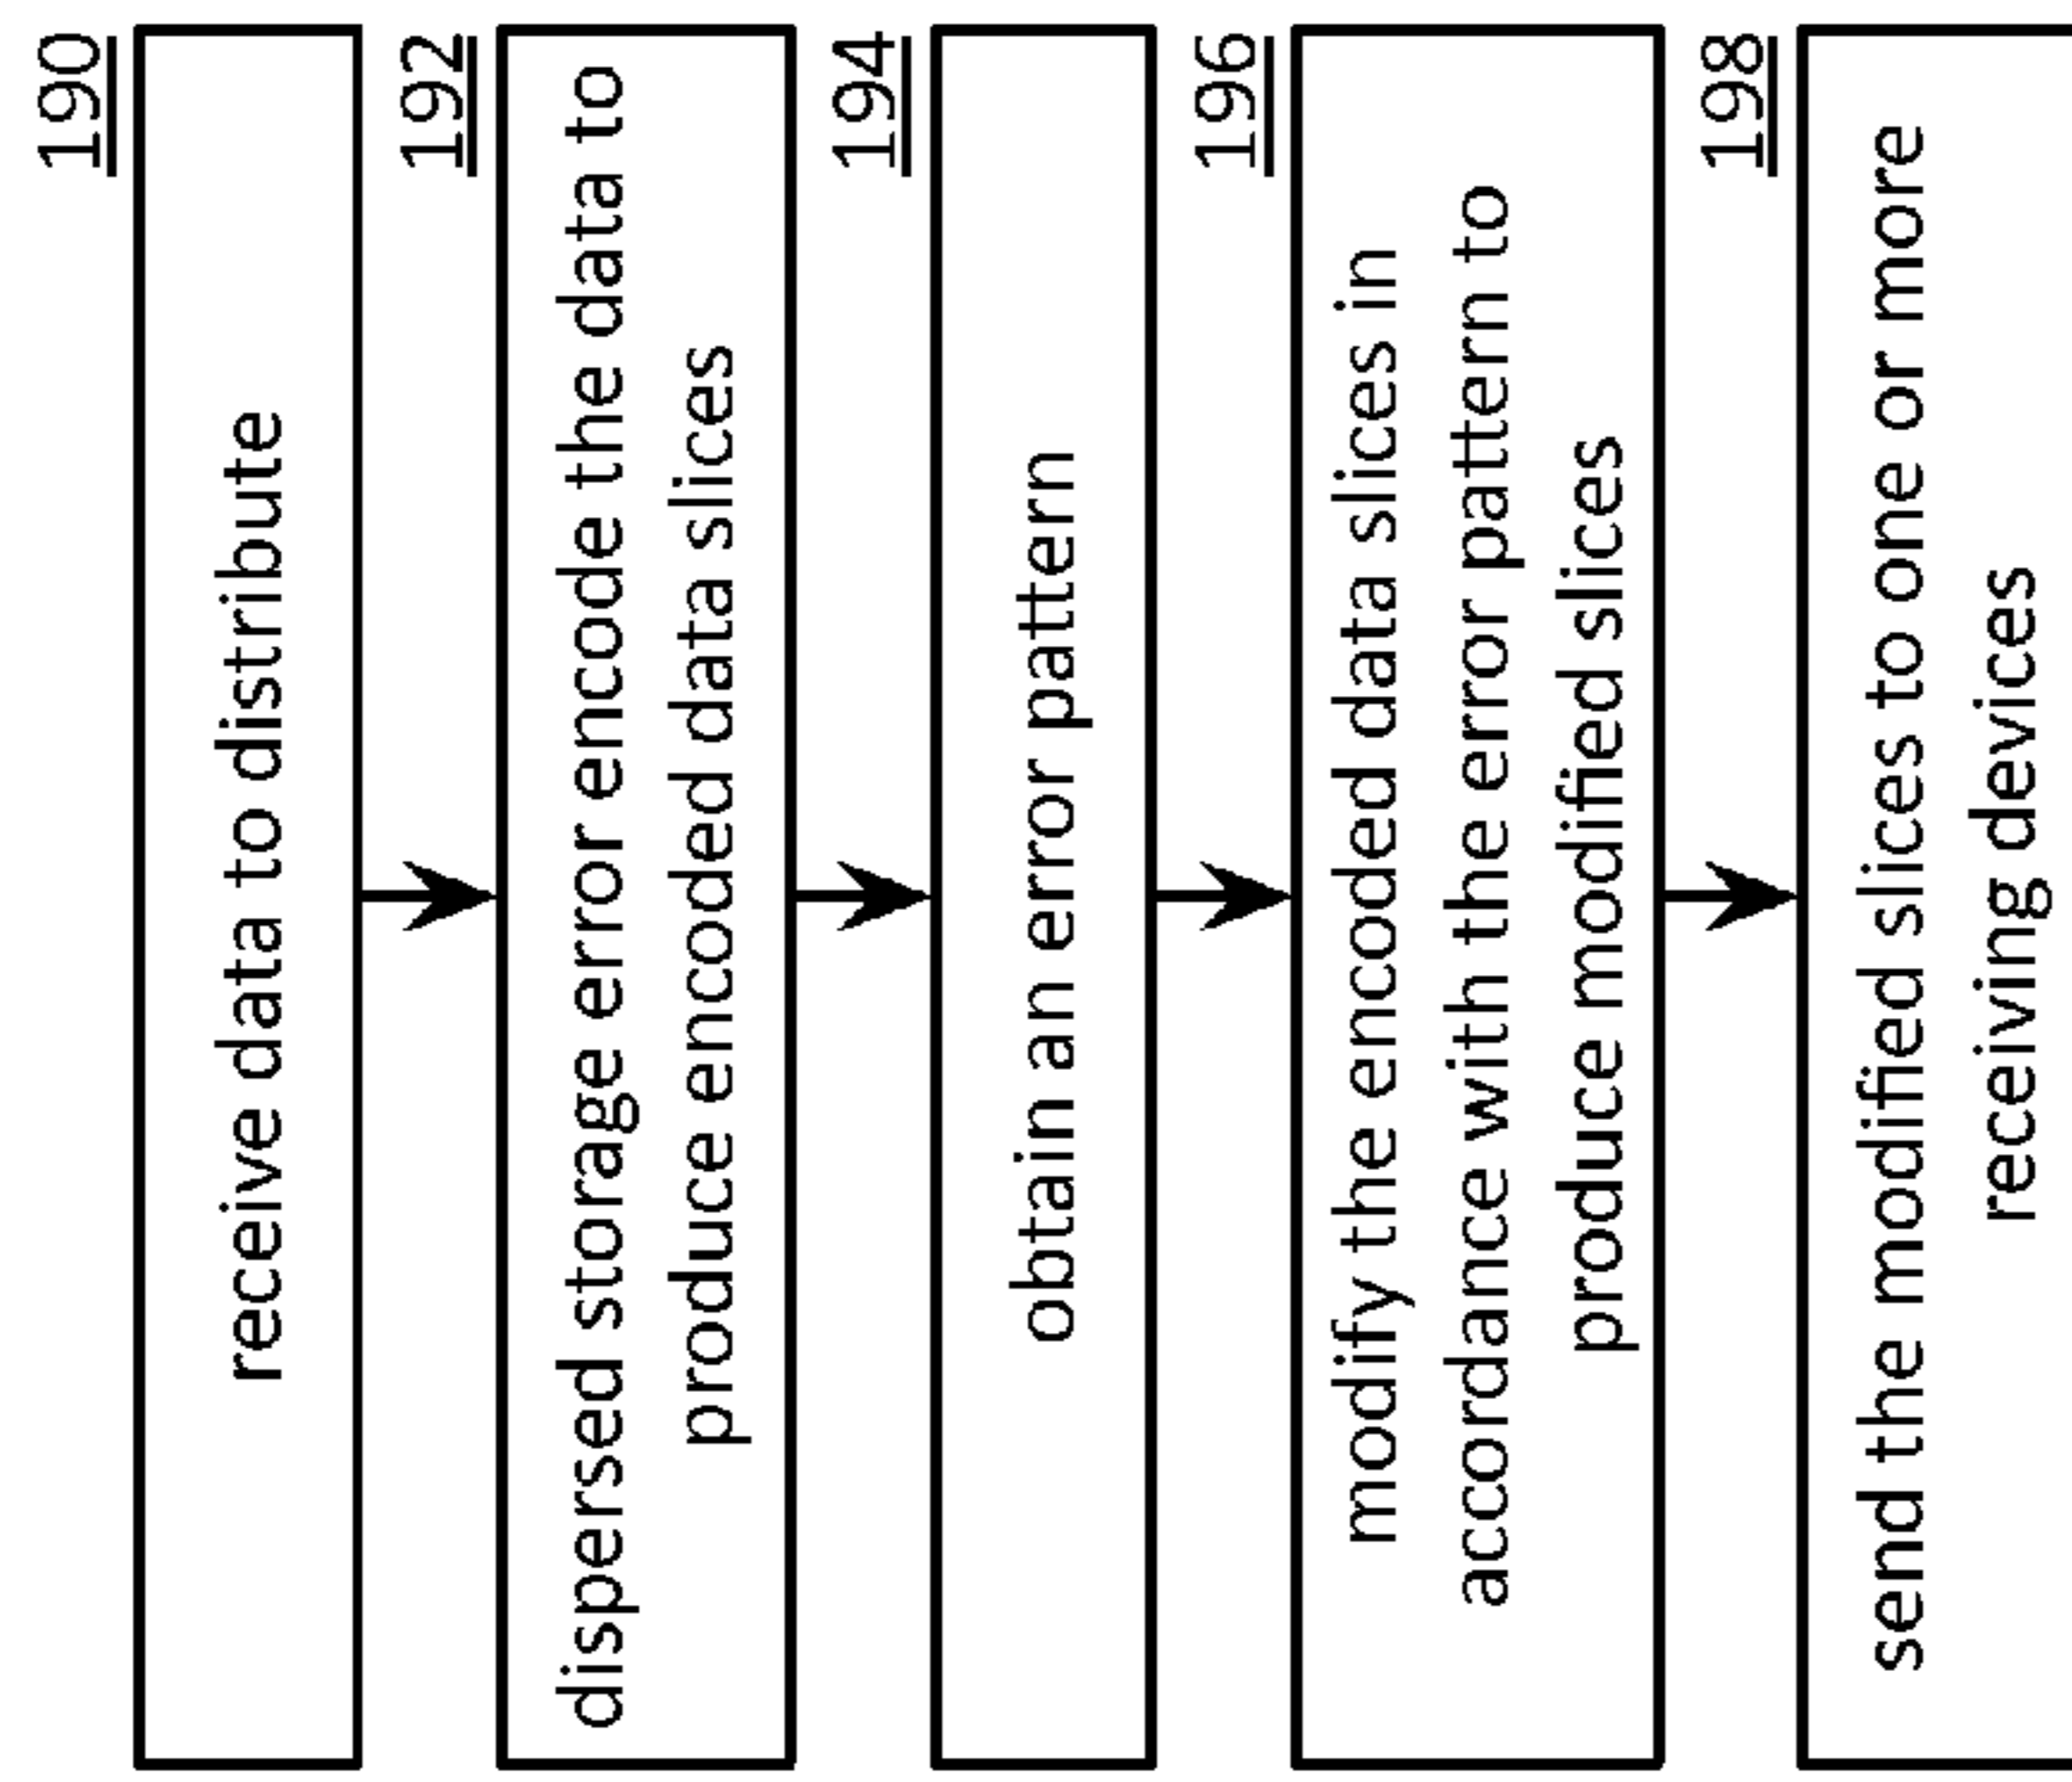 190
receive data to distribute
192
dispersed storage error encode the data to
produce encoded data slices
194
obtain an error pattern
196
modify the encoded data slices in
accordance with the error pattern to
produce modified slices
198
send the modified slices to one or more
receiving devices